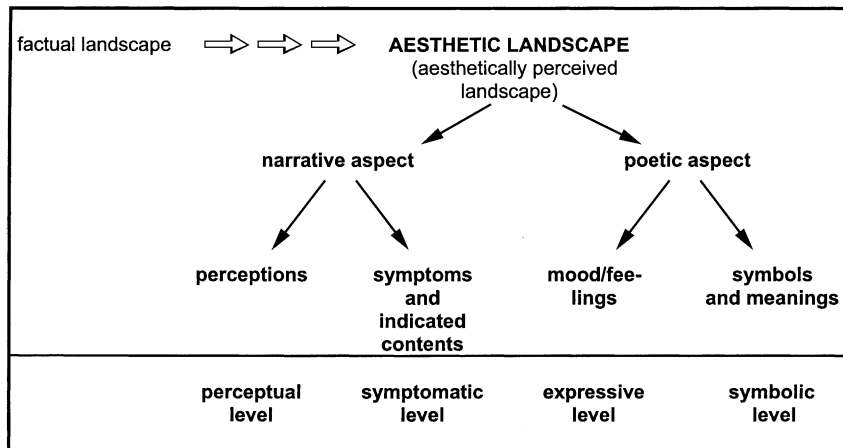 factual landscape AESTHETIC LANDSCAPE
(aesthetically perceived
landscape)
narrative aspect poetic aspect
perceptions symptoms mood/fee- symbols
and lings and meanings
indicated
contents
perceptual symptomatic expressive symbolic
level level level level